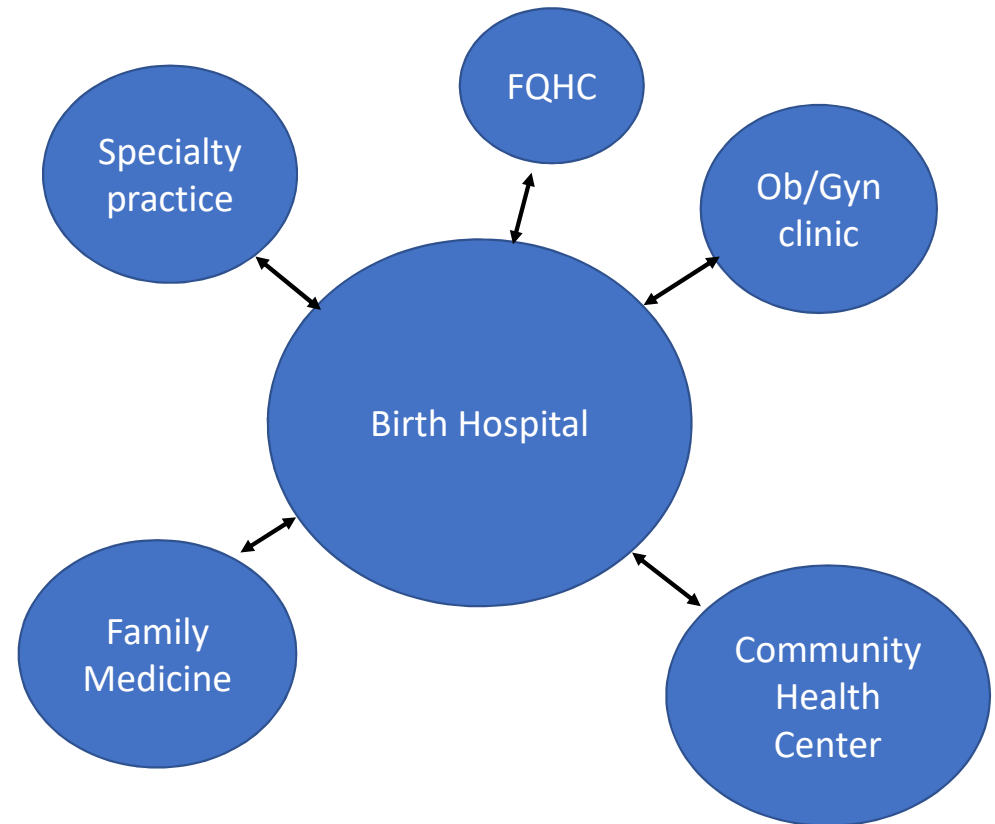 FQHC
Specialty
practice
Ob/Gyn
clinic
Birth Hospital
Family
Medicine
Community
Health
Center